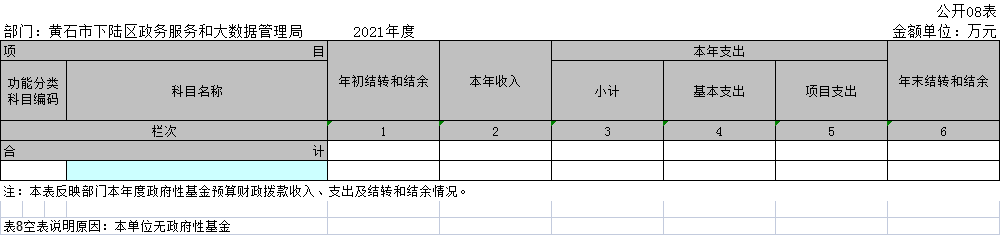 公开08表
部门：黄石市下陆区政务服务和大数据管理局 2021年度 金额单位：万元
项 目 年初结转和结余 本年收入 本年支出 年末结转和结余
功能分类科目编码 科目名称 小计 基本支出 项目支出
栏次 1 2 3 4 5 6
合 计
注：本表反映部门本年度政府性基金预算财政拨款收入、支出及结转和结余情况。
表8空表说明原因：本单位无政府性基金